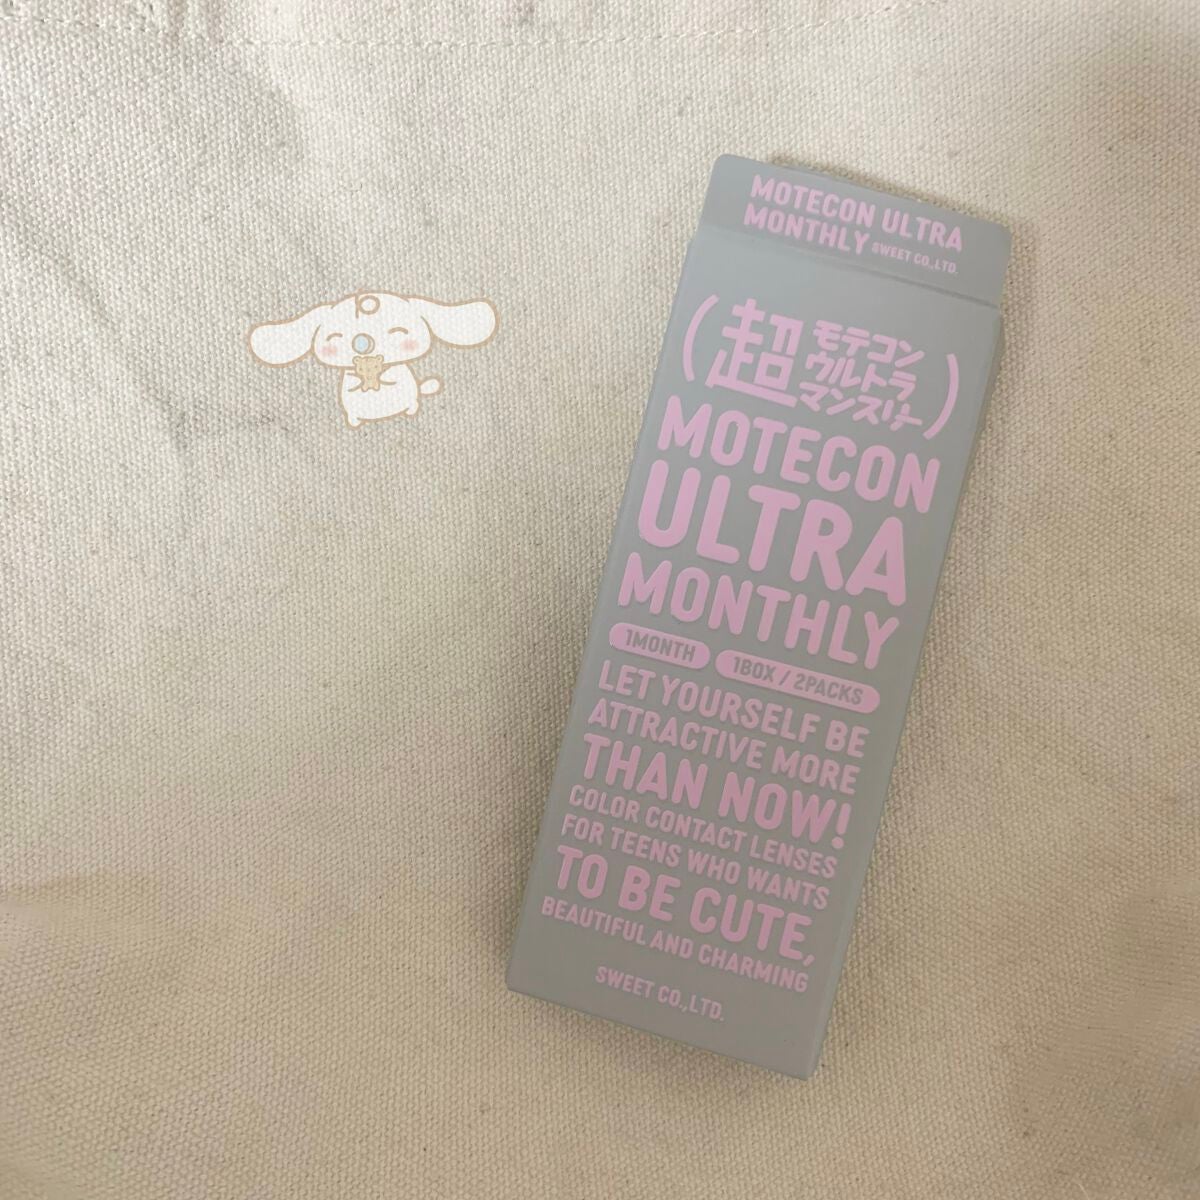 MOTECON ULTRA
MONTHLY SWEET CO.,LTD.
(超 モテコン
ウルトラ
マンスリー)
MOTECON
ULTRA
MONTHLY
1MONTH 1BOX / 2PACKS
LET YOURSELF BE
ATTRACTIVE MORE
THAN NOW!
COLOR CONTACT LENSES
FOR TEENS WHO WANTS
TO BE CUTE,
BEAUTIFUL AND CHARMING
SWEET CO.,LTD.